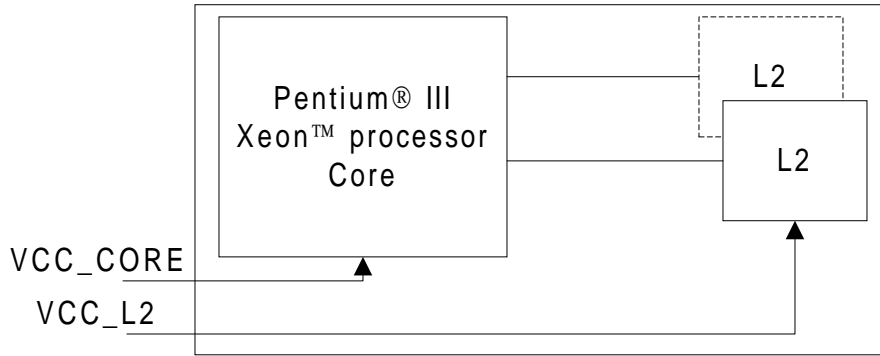 Pentium® III
Xeon™ processor
Core
L2
L2
VCC_CORE
VCC_L2